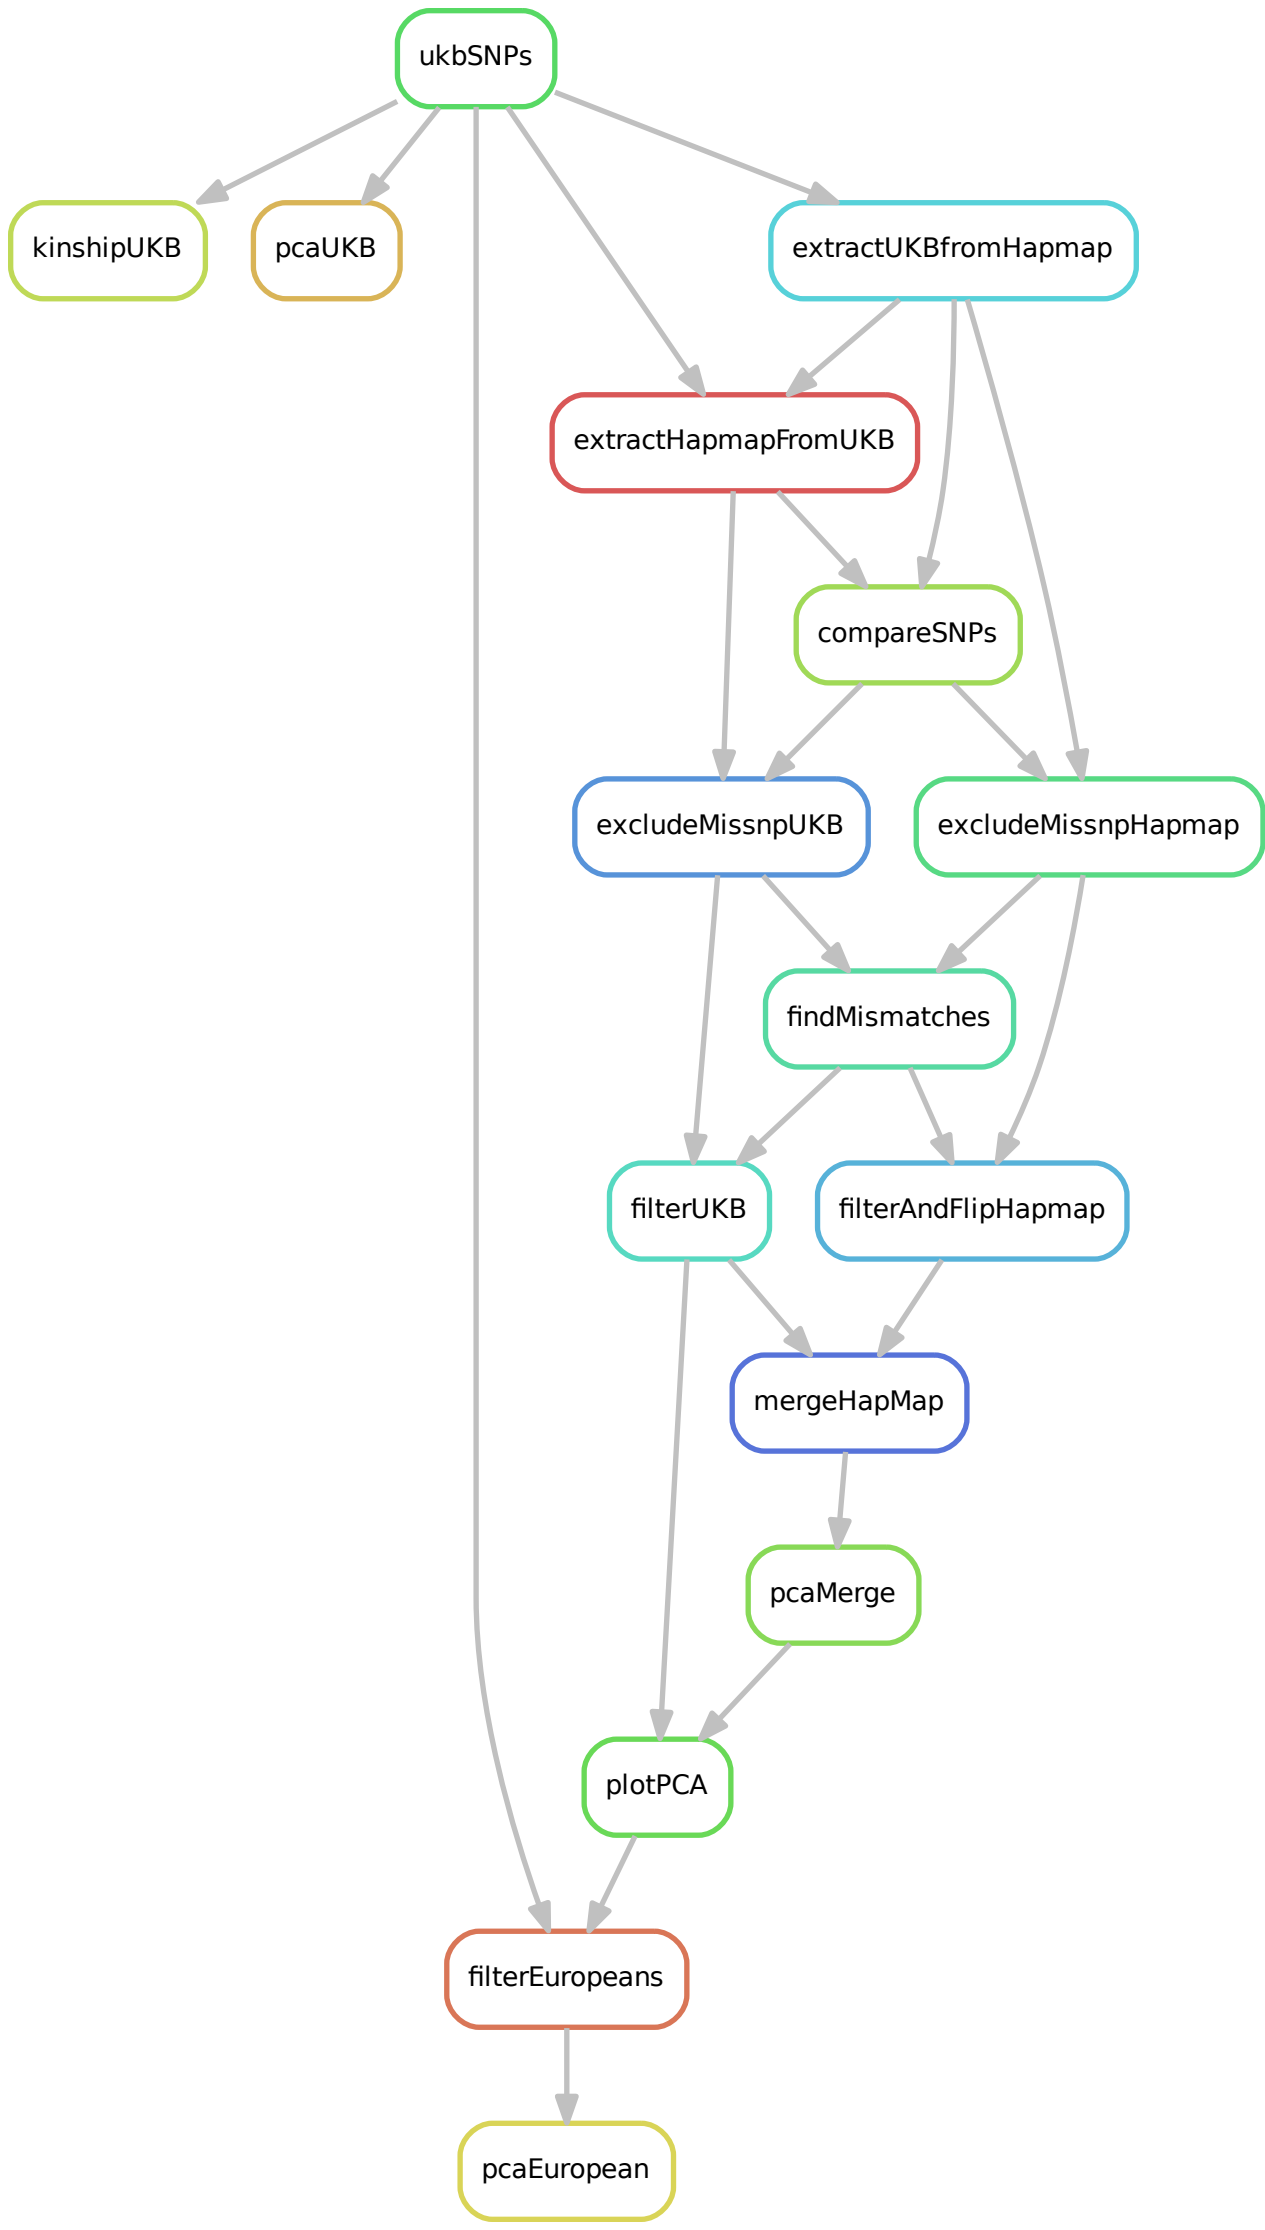 ukbSNPs
kinshipUKB
pcaUKB
extractUKBfromHapmap
extractHapmapFromUKB
compareSNPs
excludeMissnpUKB
excludeMissnpHapmap
findMismatches
filterUKB
filterAndFlipHapmap
mergeHapMap
pcaMerge
plotPCA
filterEuropeans
pcaEuropean